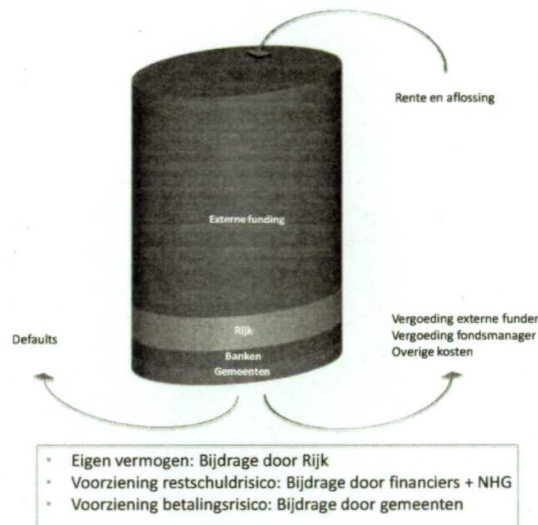 Rente en aflossing
Externe funding
Rijk
Banken
Gemeenten
Defaults
Vergoeding externe funder
Vergoeding fondsmanager
Overige kosten
• Eigen vermogen: Bijdrage door Rijk
• Voorziening restschuldrisico: Bijdrage door financiers + NHG
• Voorziening betalingsrisico: Bijdrage door gemeenten